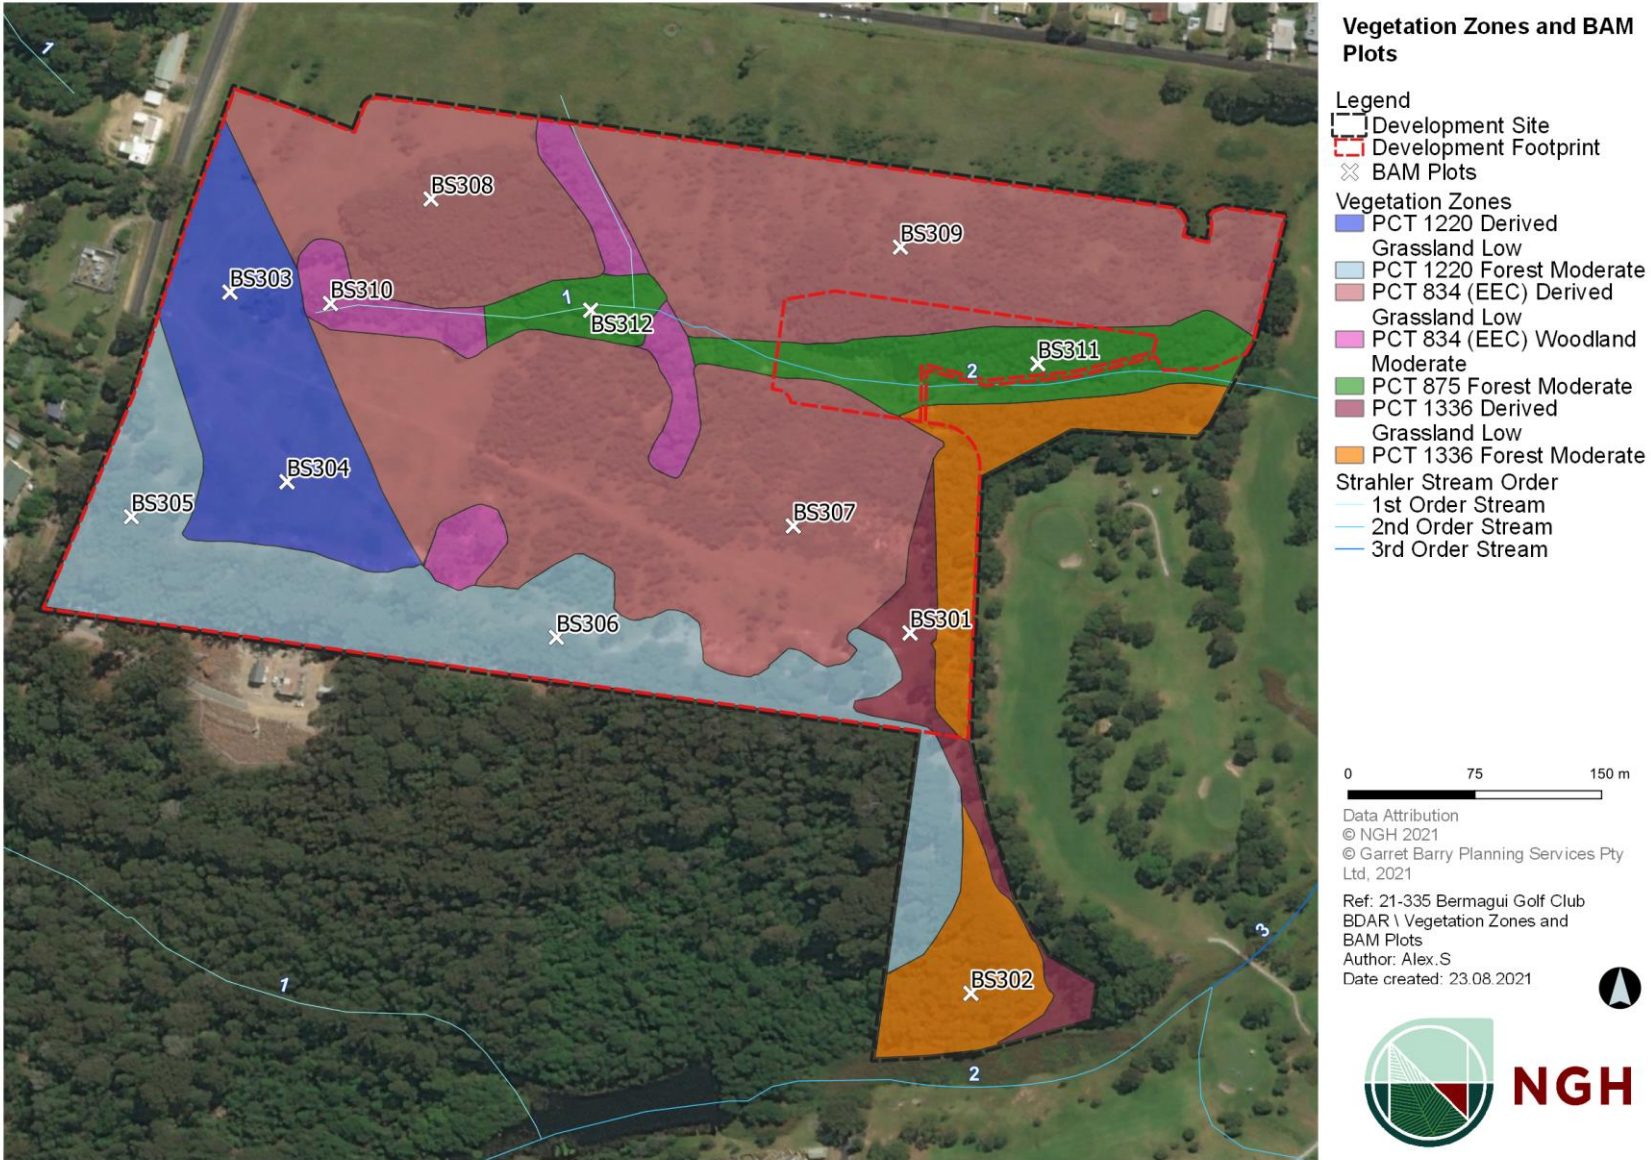 1
BS308
BS309
BS303
BS310
1
BS312
BS311
2
BS304
BS305
BS307
BS306
BS301
BS302
1
2
3
Vegetation Zones and BAM
Plots
Legend
Development Site
Development Footprint
BAM Plots
Vegetation Zones
PCT 1220 Derived
Grassland Low
PCT 1220 Forest Moderate
PCT 834 (EEC) Derived
Grassland Low
PCT 834 (EEC) Woodland
Moderate
PCT 875 Forest Moderate
PCT 1336 Derived
Grassland Low
PCT 1336 Forest Moderate
Strahler Stream Order
1st Order Stream
2nd Order Stream
3rd Order Stream
0 75 150 m
Data Attribution
© NGH 2021
© Garret Barry Planning Services Pty
Ltd, 2021
Ref: 21-335 Bermagui Golf Club
BDAR \ Vegetation Zones and
BAM Plots
Author: Alex.S
Date created: 23.08.2021
NGH